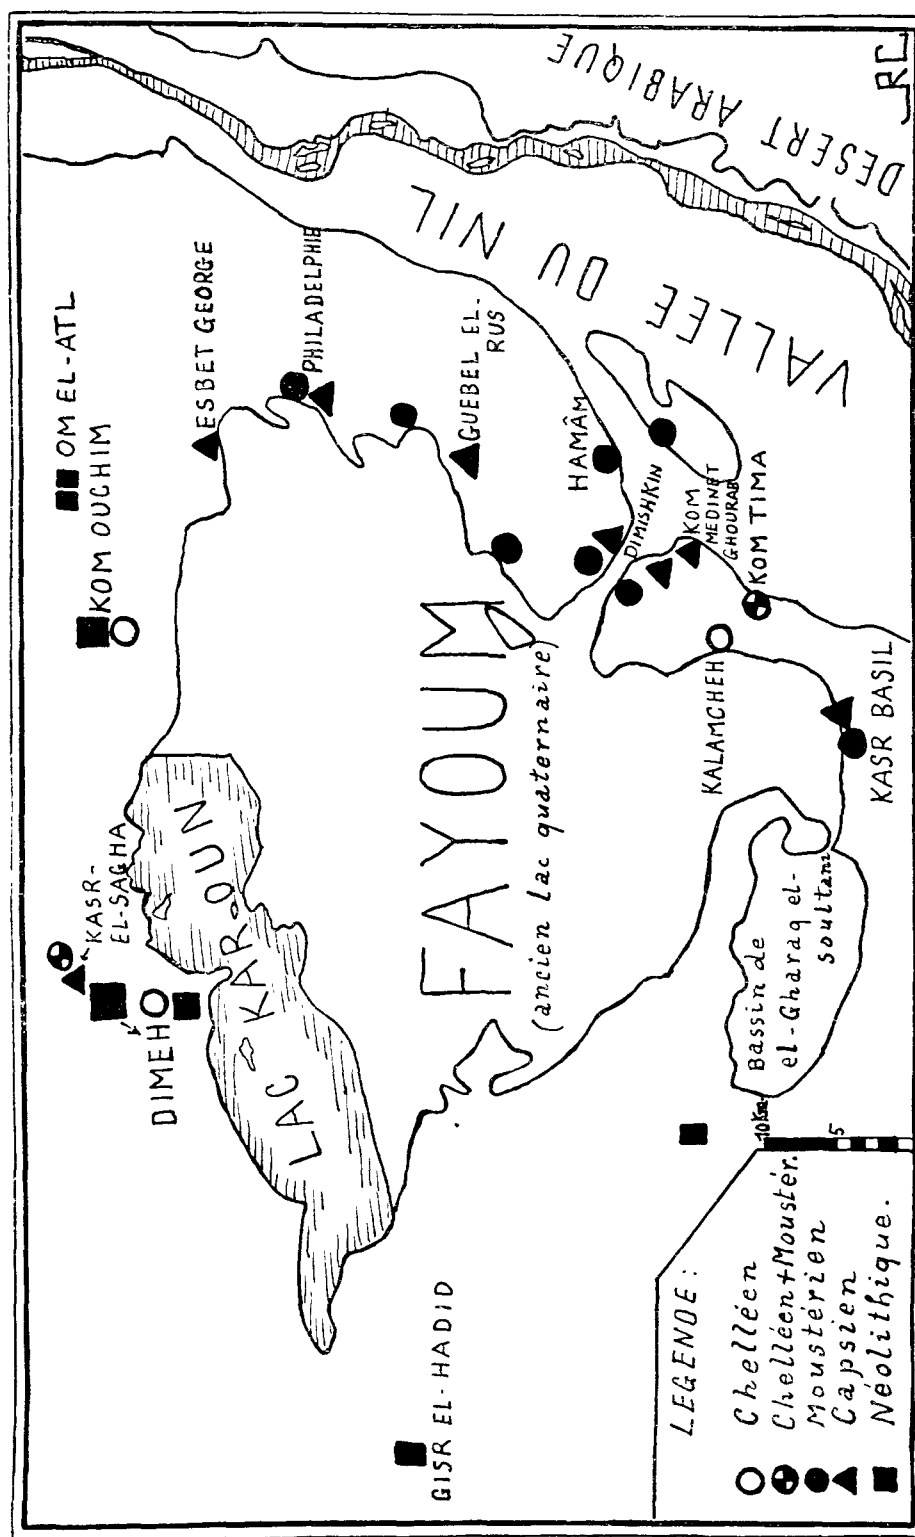 OM EL-ATL
KOM OUCHIM
ESBET GEORGE
PHILADELPHIE
GUEBEL EL-
RUS
HAMÂM
DIMISHKIN
KOM
MEDINET
GHOURAB
KOM TIMA
KALAMCHEH
KASR BASIL
KASR-
EL-SAGHA
DIMEH
LAC KAROUN
FAYOUM
(ancien lac quaternaire)
VALLEE DU NIL
DESERT ARABIQUE
Bassin de
el-Gharaq el-
soultani
GISR EL-HADID
10 Km.
5
LEGENDE:
Chelléen
Chelléen+Moustér.
Moustérien
Capsien
Néolithique.